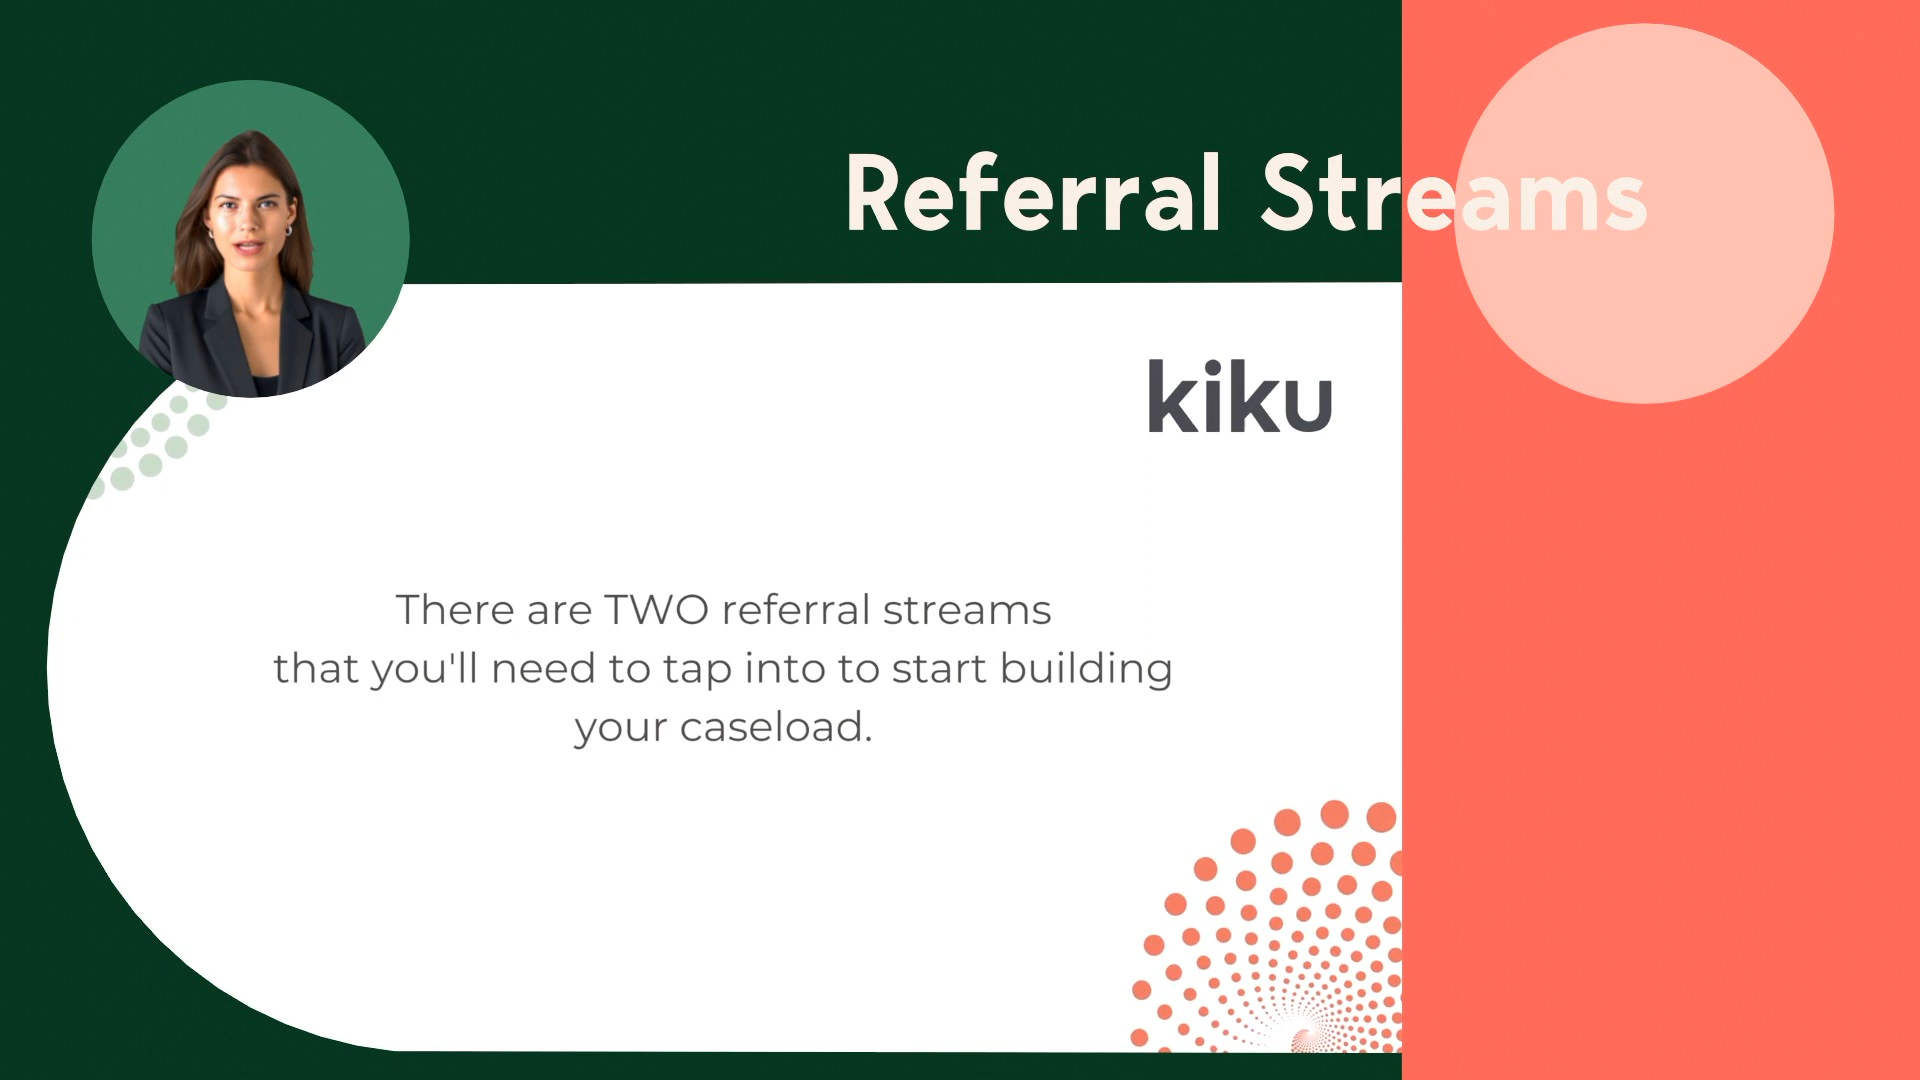 Referral Streams
kiku
There are TWO referral streams
that you'll need to tap into to start building
your caseload.